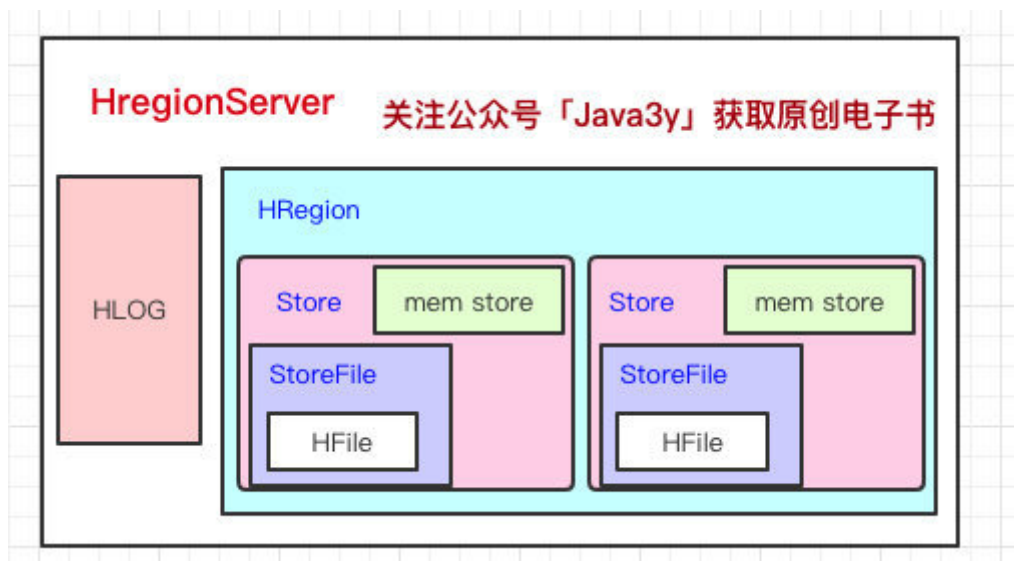 HregionServer
关注公众号「Java3y」获取原创电子书
HLOG
HRegion
Store
mem store
StoreFile
HFile
Store
mem store
StoreFile
HFile